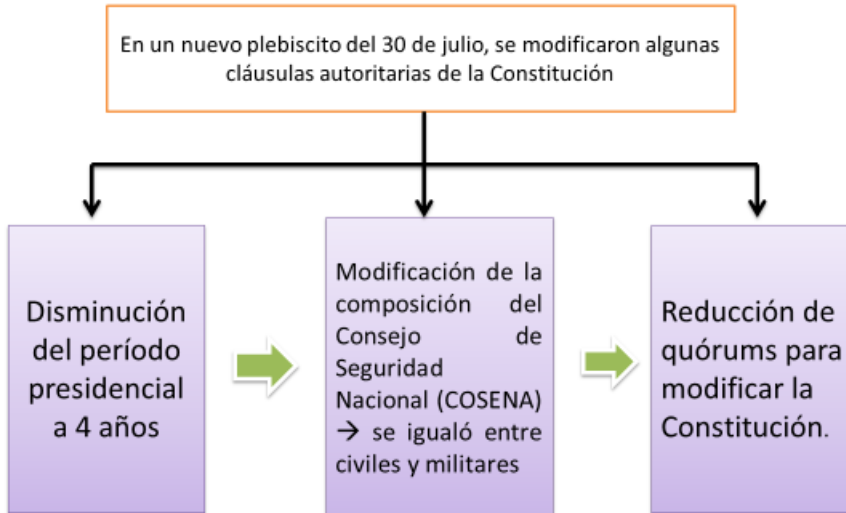 En un nuevo plebiscito del 30 de julio, se modificaron algunas
cláusulas autoritarias de la Constitución
Disminución
del período
presidencial
a 4 años
Modificación de la
composición del
Consejo de
Seguridad
Nacional (COSENA)
→ se igualó entre
civiles y militares
Reducción de
quórums para
modificar la
Constitución.